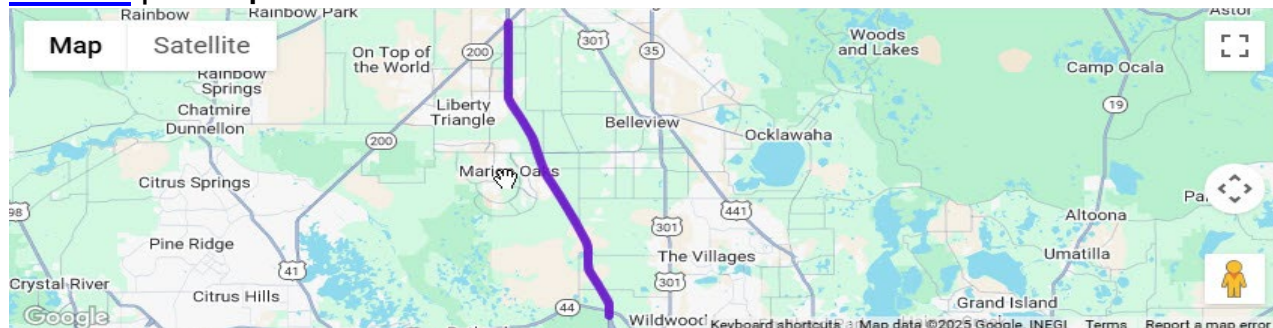 Rainbow
Rainbow Park
Astor
Map
Satellite
200
301
35
On Top of
the World
Woods
and Lakes
Camp Ocala
Rainbow
Springs
19
Chatmire
Liberty
Triangle
Dunnellon
Belleview
Ocklawaha
200
Marion Oaks
Citrus Springs
98
441
Altoona
301
Pine Ridge
The Villages
Umatilla
41
Crystal River
301
Citrus Hills
44
Wildwood
Grand Island
Google
Keyboard shortcuts
Map data ©2025 Google, INEGI
Terms
Report a map error